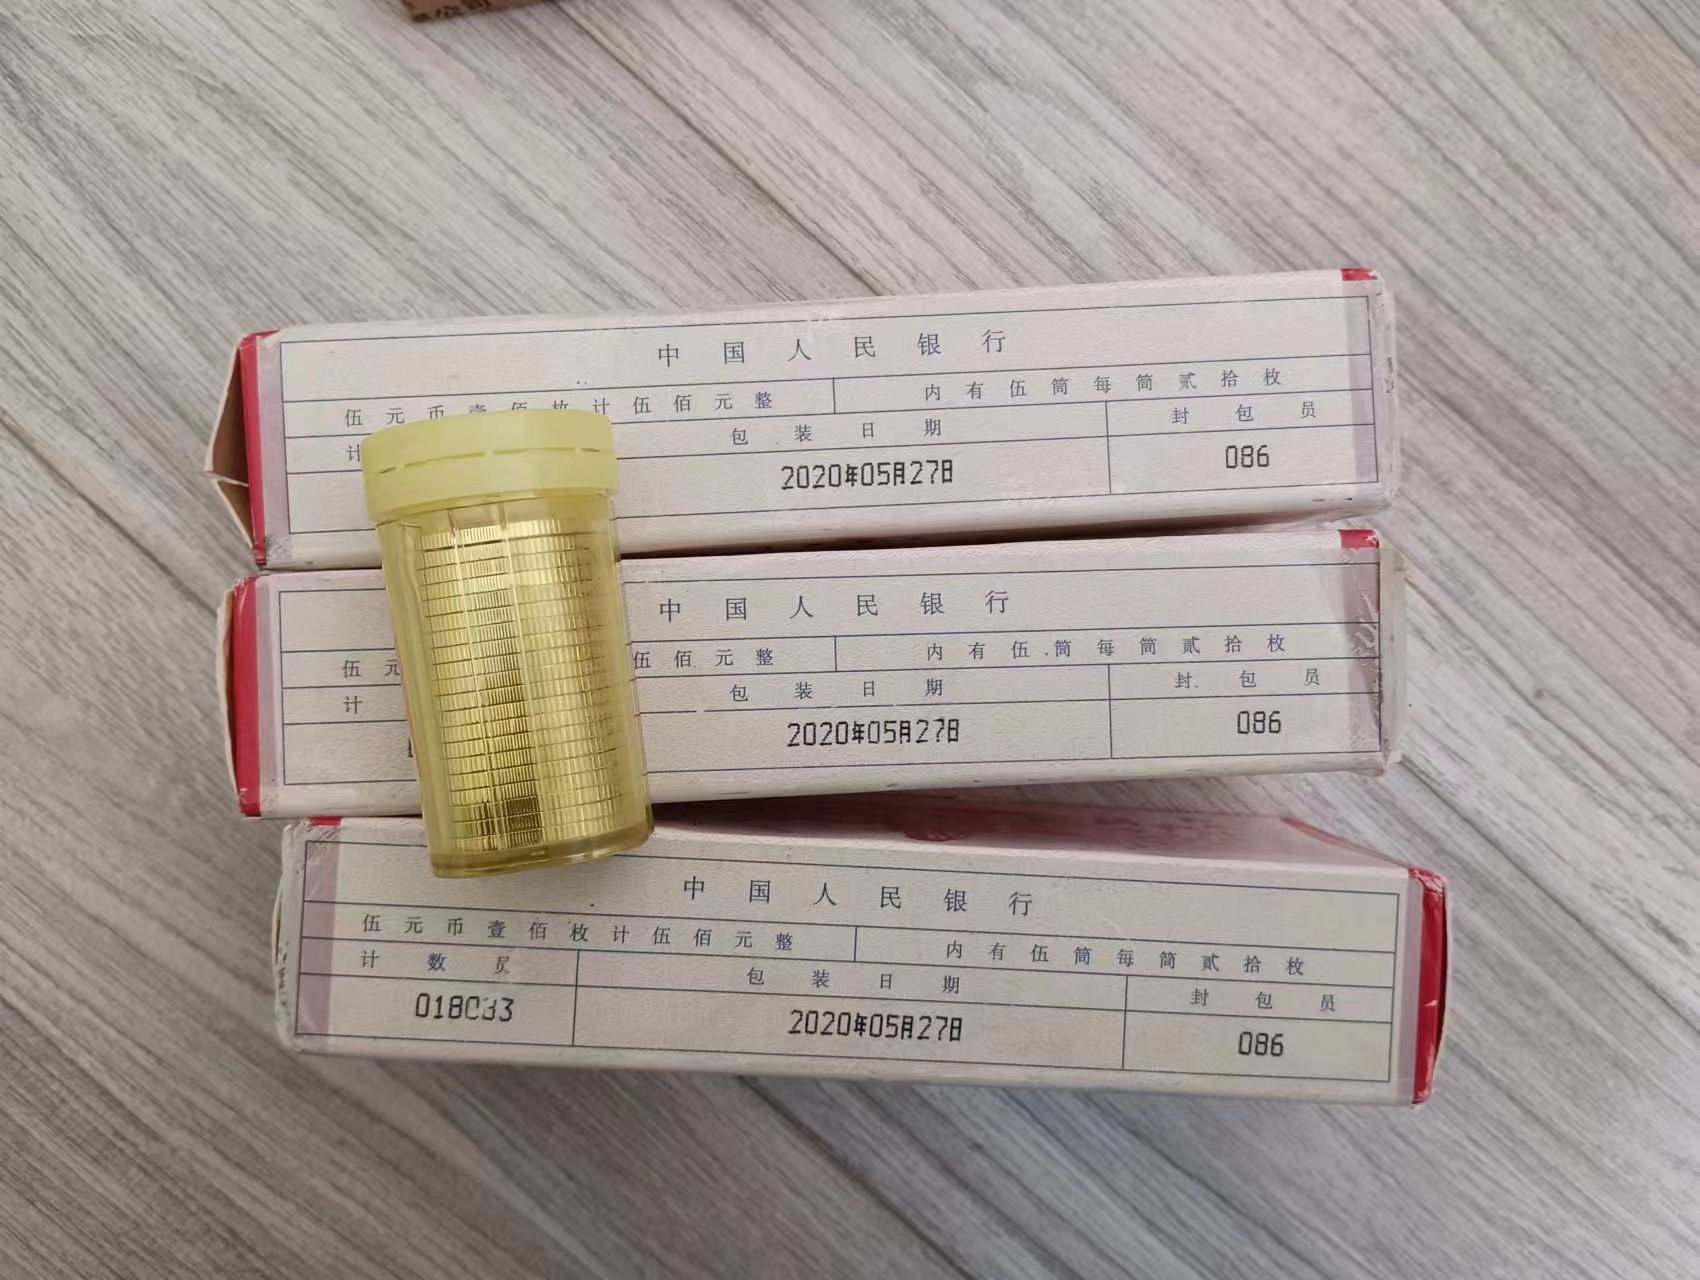 公司
中国人民银行
伍元币壹佰枚计伍佰元整 内有伍筒每筒贰拾枚
计 包装日期 封包员
2020年05月27日 086
中国人民银行
伍元 伍佰元整 内有伍筒每筒贰拾枚
计 包装日期 封包员
2020年05月27日 086
中国人民银行
伍元币壹佰枚计伍佰元整 内有伍筒每筒贰拾枚
计数员 包装日期 封包员
018033 2020年05月27日 086